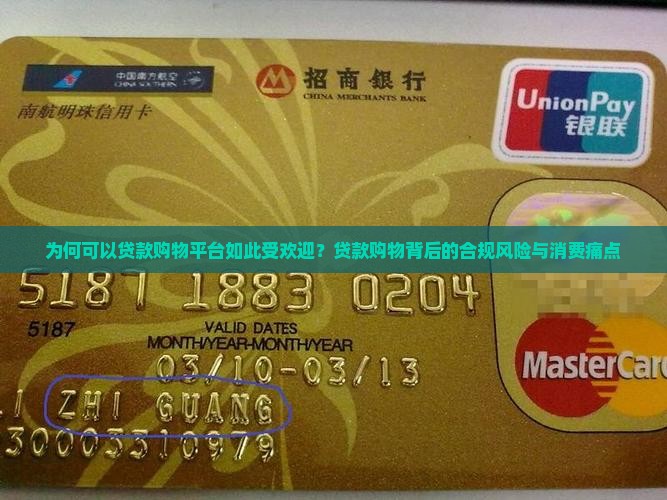 中国南方航空
CHINA SOUTHERN
招商銀行
CHINA MERCHANTS BANK
UnionPay
银联
南航明珠信用卡
为何可以贷款购物平台如此受欢迎？贷款购物背后的合规风险与消费痛点
5187 1883 0204
5187
VALID DATES
MONTH/YEAR-MONTH/YEAR
03/10-03/13
MasterCard
ZHI GUANG
30003310979